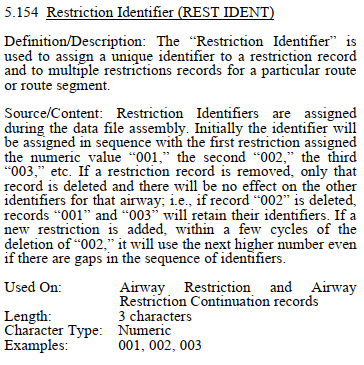 5.154 Restriction Identifier (REST IDENT)
Definition/Description: The “Restriction Identifier” is
used to assign a unique identifier to a restriction record
and to multiple restrictions records for a particular route
or route segment.
Source/Content: Restriction Identifiers are assigned
during the data file assembly. Initially the identifier will
be assigned in sequence with the first restriction assigned
the numeric value “001,” the second “002,” the third
“003,” etc. If a restriction record is removed, only that
record is deleted and there will be no effect on the other
identifiers for that airway; i.e., if record “002” is deleted,
records “001” and “003” will retain their identifiers. If a
new restriction is added, within a few cycles of the
deletion of “002,” it will use the next higher number even
if there are gaps in the sequence of identifiers.
Used On: Airway Restriction and Airway
Restriction Continuation records
Length: 3 characters
Character Type: Numeric
Examples: 001, 002, 003